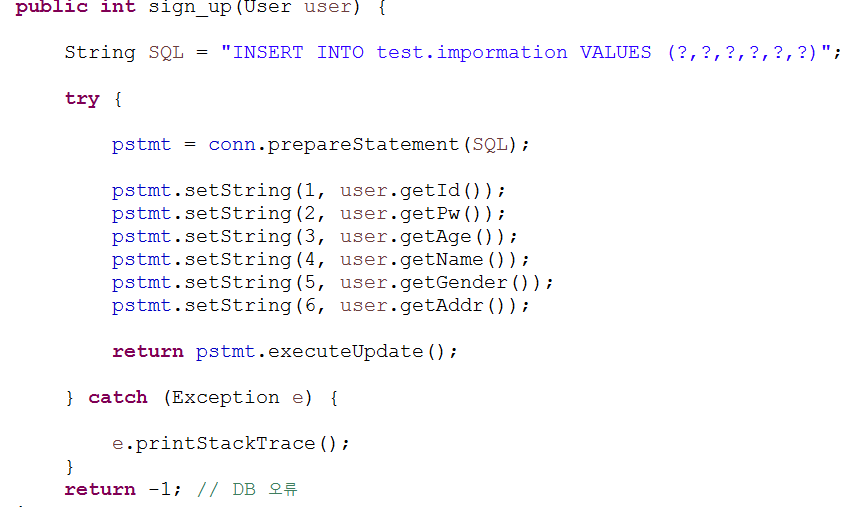 public int sign_up(User user) {
String SQL = "INSERT INTO test.impormation VALUES (?,?,?,?,?,?)";
try {
pstmt = conn.prepareStatement(SQL);
pstmt.setString(1, user.getId());
pstmt.setString(2, user.getPw());
pstmt.setString(3, user.getAge());
pstmt.setString(4, user.getName());
pstmt.setString(5, user.getGender());
pstmt.setString(6, user.getAddr());
return pstmt.executeUpdate();
} catch (Exception e) {
e.printStackTrace();
}
return -1; // DB 오류